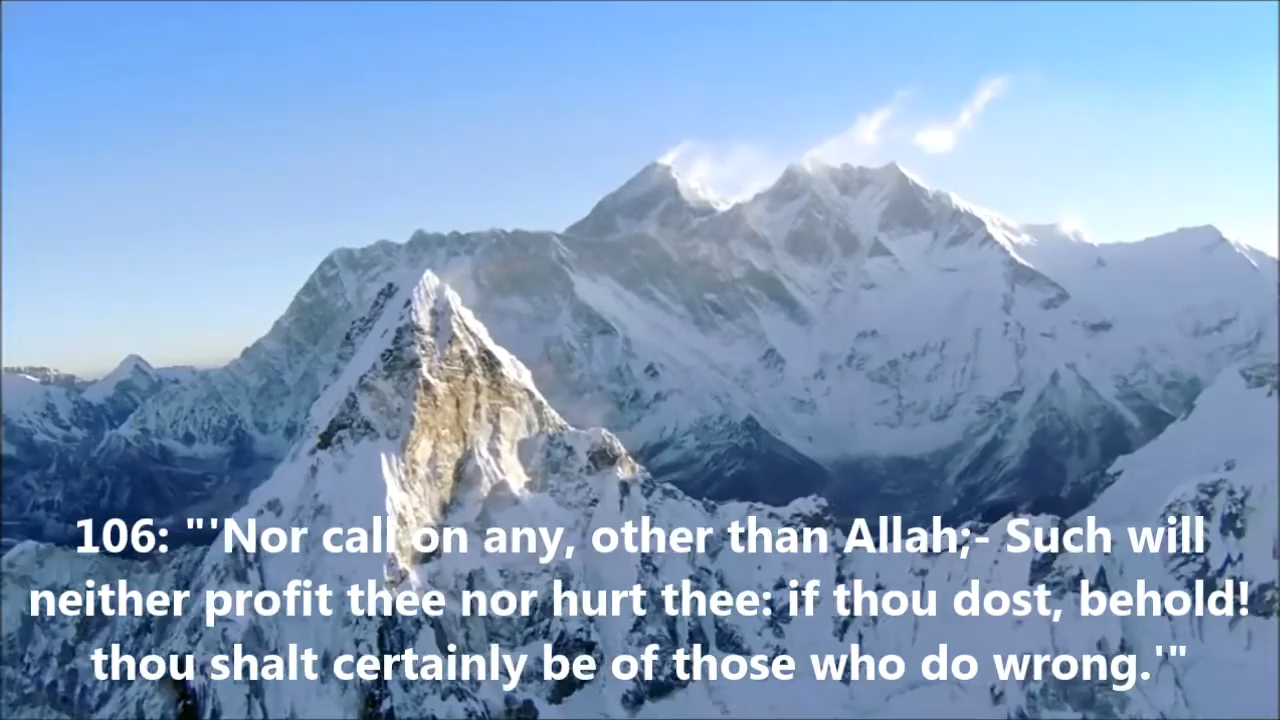 106: "'Nor call on any, other than Allah;- Such will
neither profit thee nor hurt thee: if thou dost, behold!
thou shalt certainly be of those who do wrong.'"